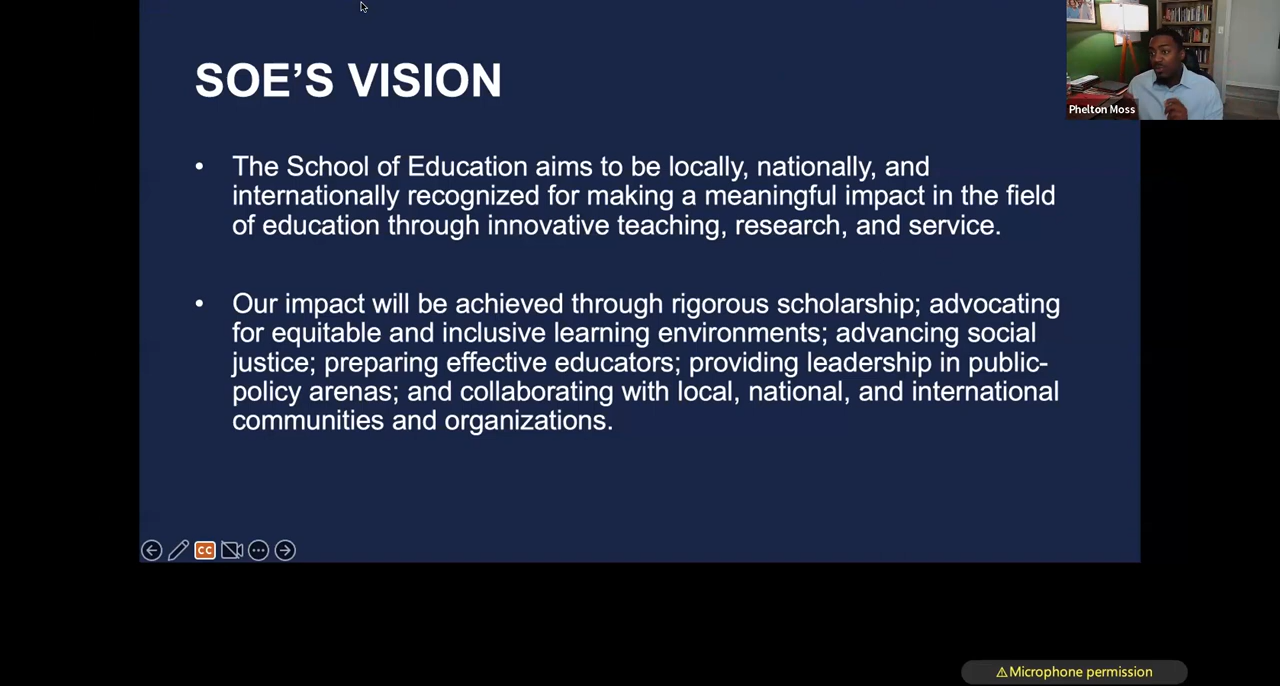 SOE'S VISION
Phelton Moss
• The School of Education aims to be locally, nationally, and
internationally recognized for making a meaningful impact in the field
of education through innovative teaching, research, and service.
• Our impact will be achieved through rigorous scholarship; advocating
for equitable and inclusive learning environments; advancing social
justice; preparing effective educators; providing leadership in public-
policy arenas; and collaborating with local, national, and international
communities and organizations.
CC
⚠Microphone permission